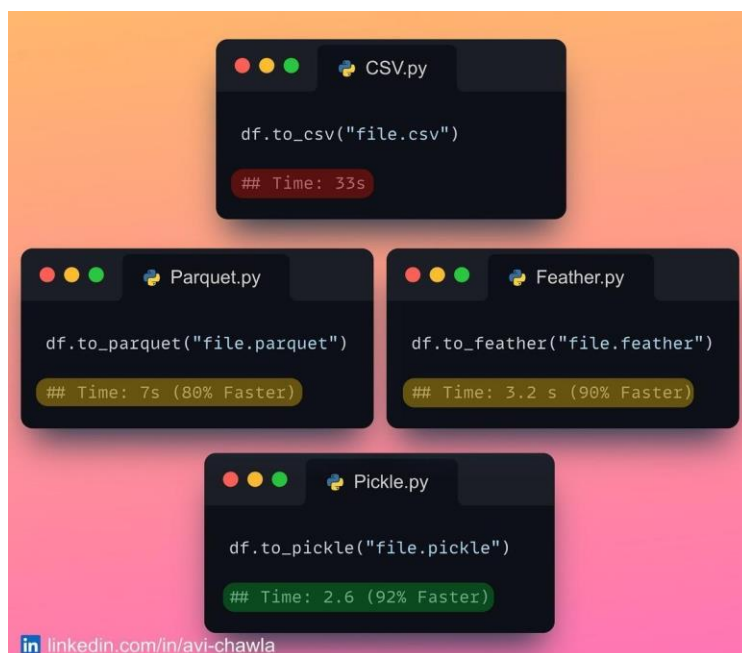 CSV.py
df.to_csv("file.csv")
## Time: 33s
Parquet.py
df.to_parquet("file.parquet")
## Time: 7s (80% Faster)
Feather.py
df.to_feather("file.feather")
## Time: 3.2 s (90% Faster)
Pickle.py
df.to_pickle("file.pickle")
## Time: 2.6 (92% Faster)
in linkedin.com/in/avi-chawla